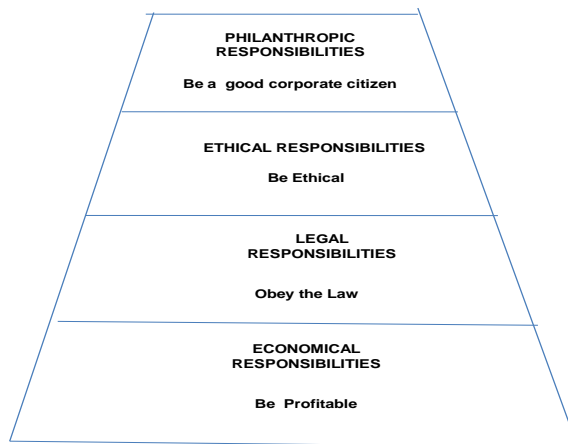 PHILANTHROPIC
RESPONSIBILITIES
Be a good corporate citizen
ETHICAL RESPONSIBILITIES
Be Ethical
LEGAL
RESPONSIBILITIES
Obey the Law
ECONOMICAL
RESPONSIBILITIES
Be Profitable